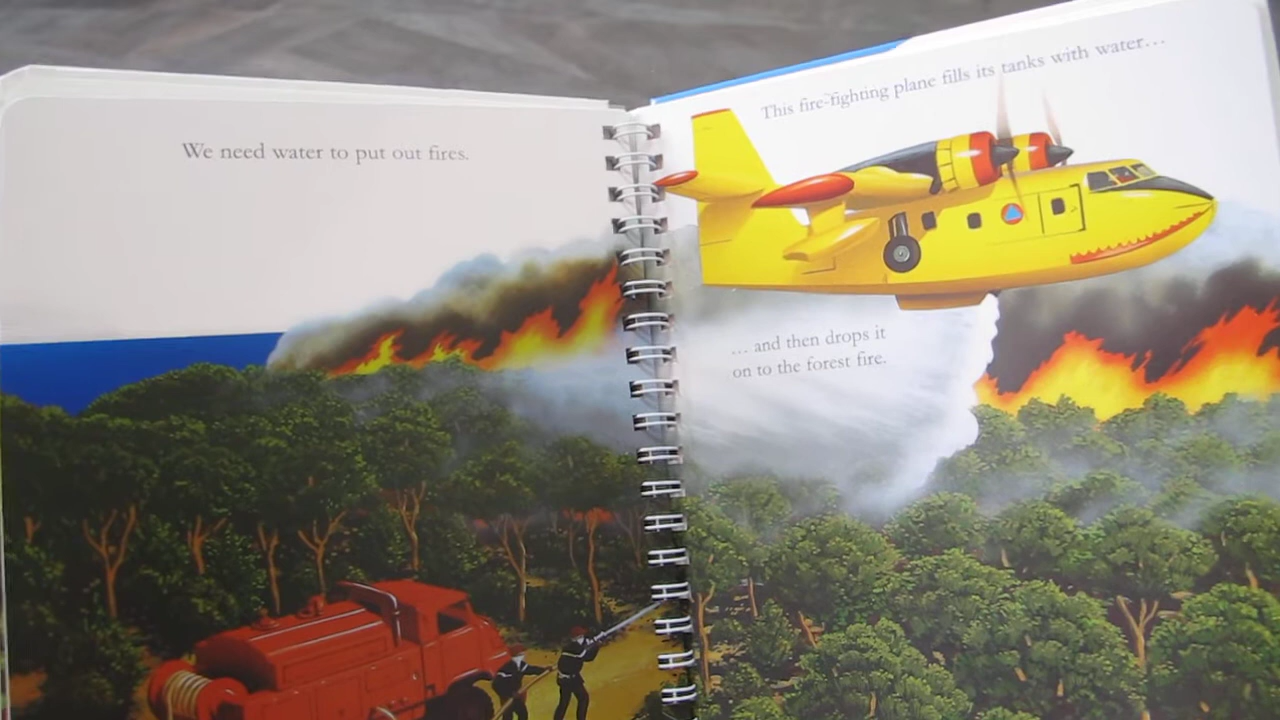 We need water to put out fires.
This fire-fighting plane fills its tanks with water...
... and then drops it
on to the forest fire.